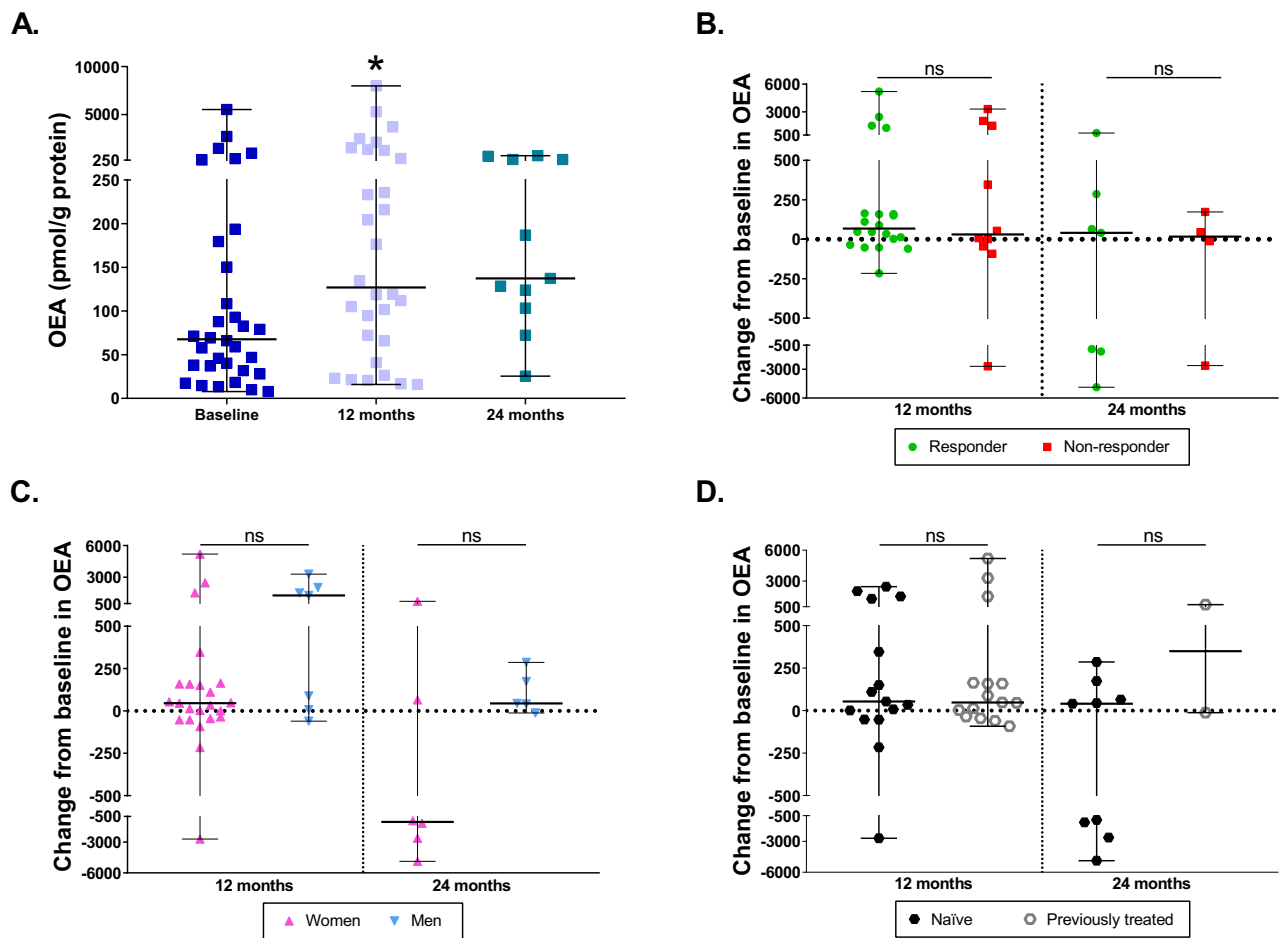 A.
OEA (pmol/g protein)
10000
5000
250
250
200
150
100
50
0
*
Baseline
12 months
24 months
B.
Change from baseline in OEA
6000
3000
500
500
250
0
-250
-500
-500
-3000
-6000
ns
ns
12 months
24 months
Responder
Non-responder
C.
Change from baseline in OEA
6000
3000
500
500
250
0
-250
-500
-500
-3000
-6000
ns
ns
12 months
24 months
Women
Men
D.
Change from baseline in OEA
6000
3000
500
500
250
0
-250
-500
-500
-3000
-6000
ns
ns
12 months
24 months
Naïve
Previously treated